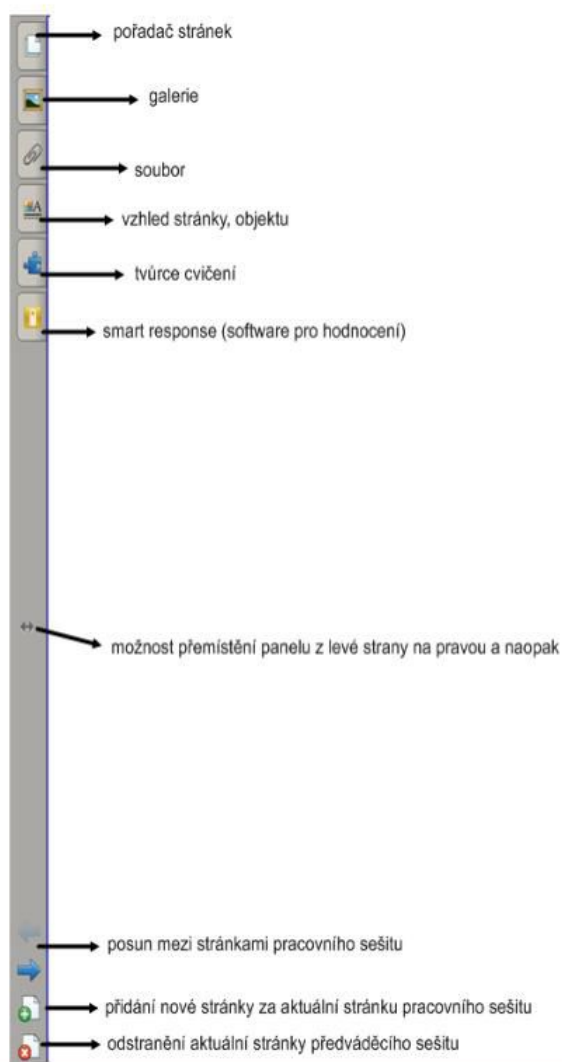 pořadač stránek
galerie
soubor
vzhled stránky, objektu
tvůrce cvičení
smart response (software pro hodnocení)
možnost přemístění panelu z levé strany na pravou a naopak
posun mezi stránkami pracovního sešitu
přidání nové stránky za aktuální stránku pracovního sešitu
odstranění aktuální stránky předváděcího sešitu